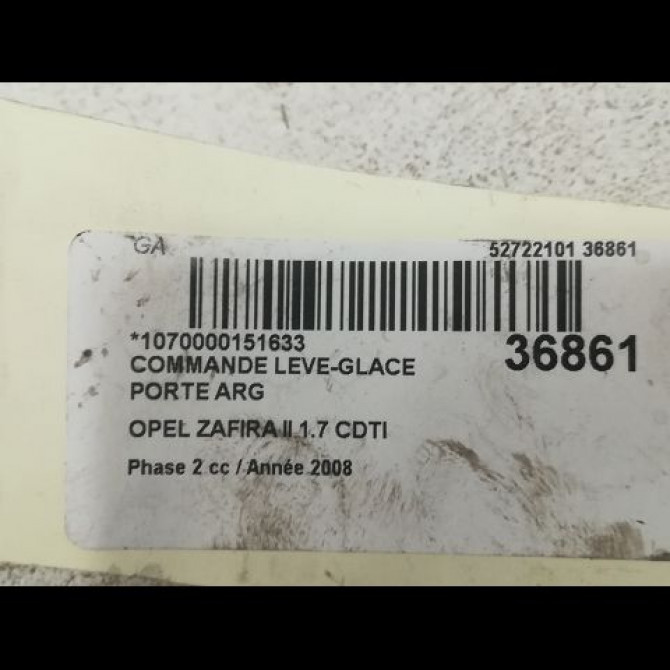 GA
52722101 36861
*1070000151633
36861
COMMANDE LEVE-GLACE
PORTE ARG
OPEL ZAFIRA II 1.7 CDTI
Phase 2 cc / Année 2008